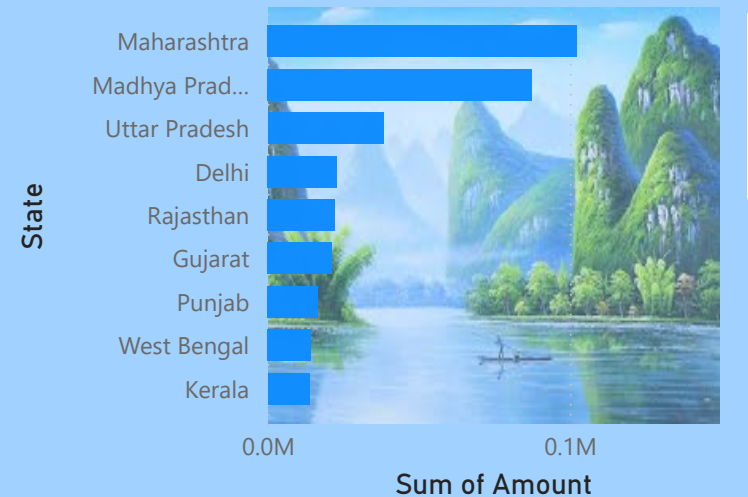 Maharashtra
Madhya Prad...
Uttar Pradesh
Delhi
Rajasthan
Gujarat
Punjab
West Bengal
Kerala
State
0.0M 0.1M
Sum of Amount